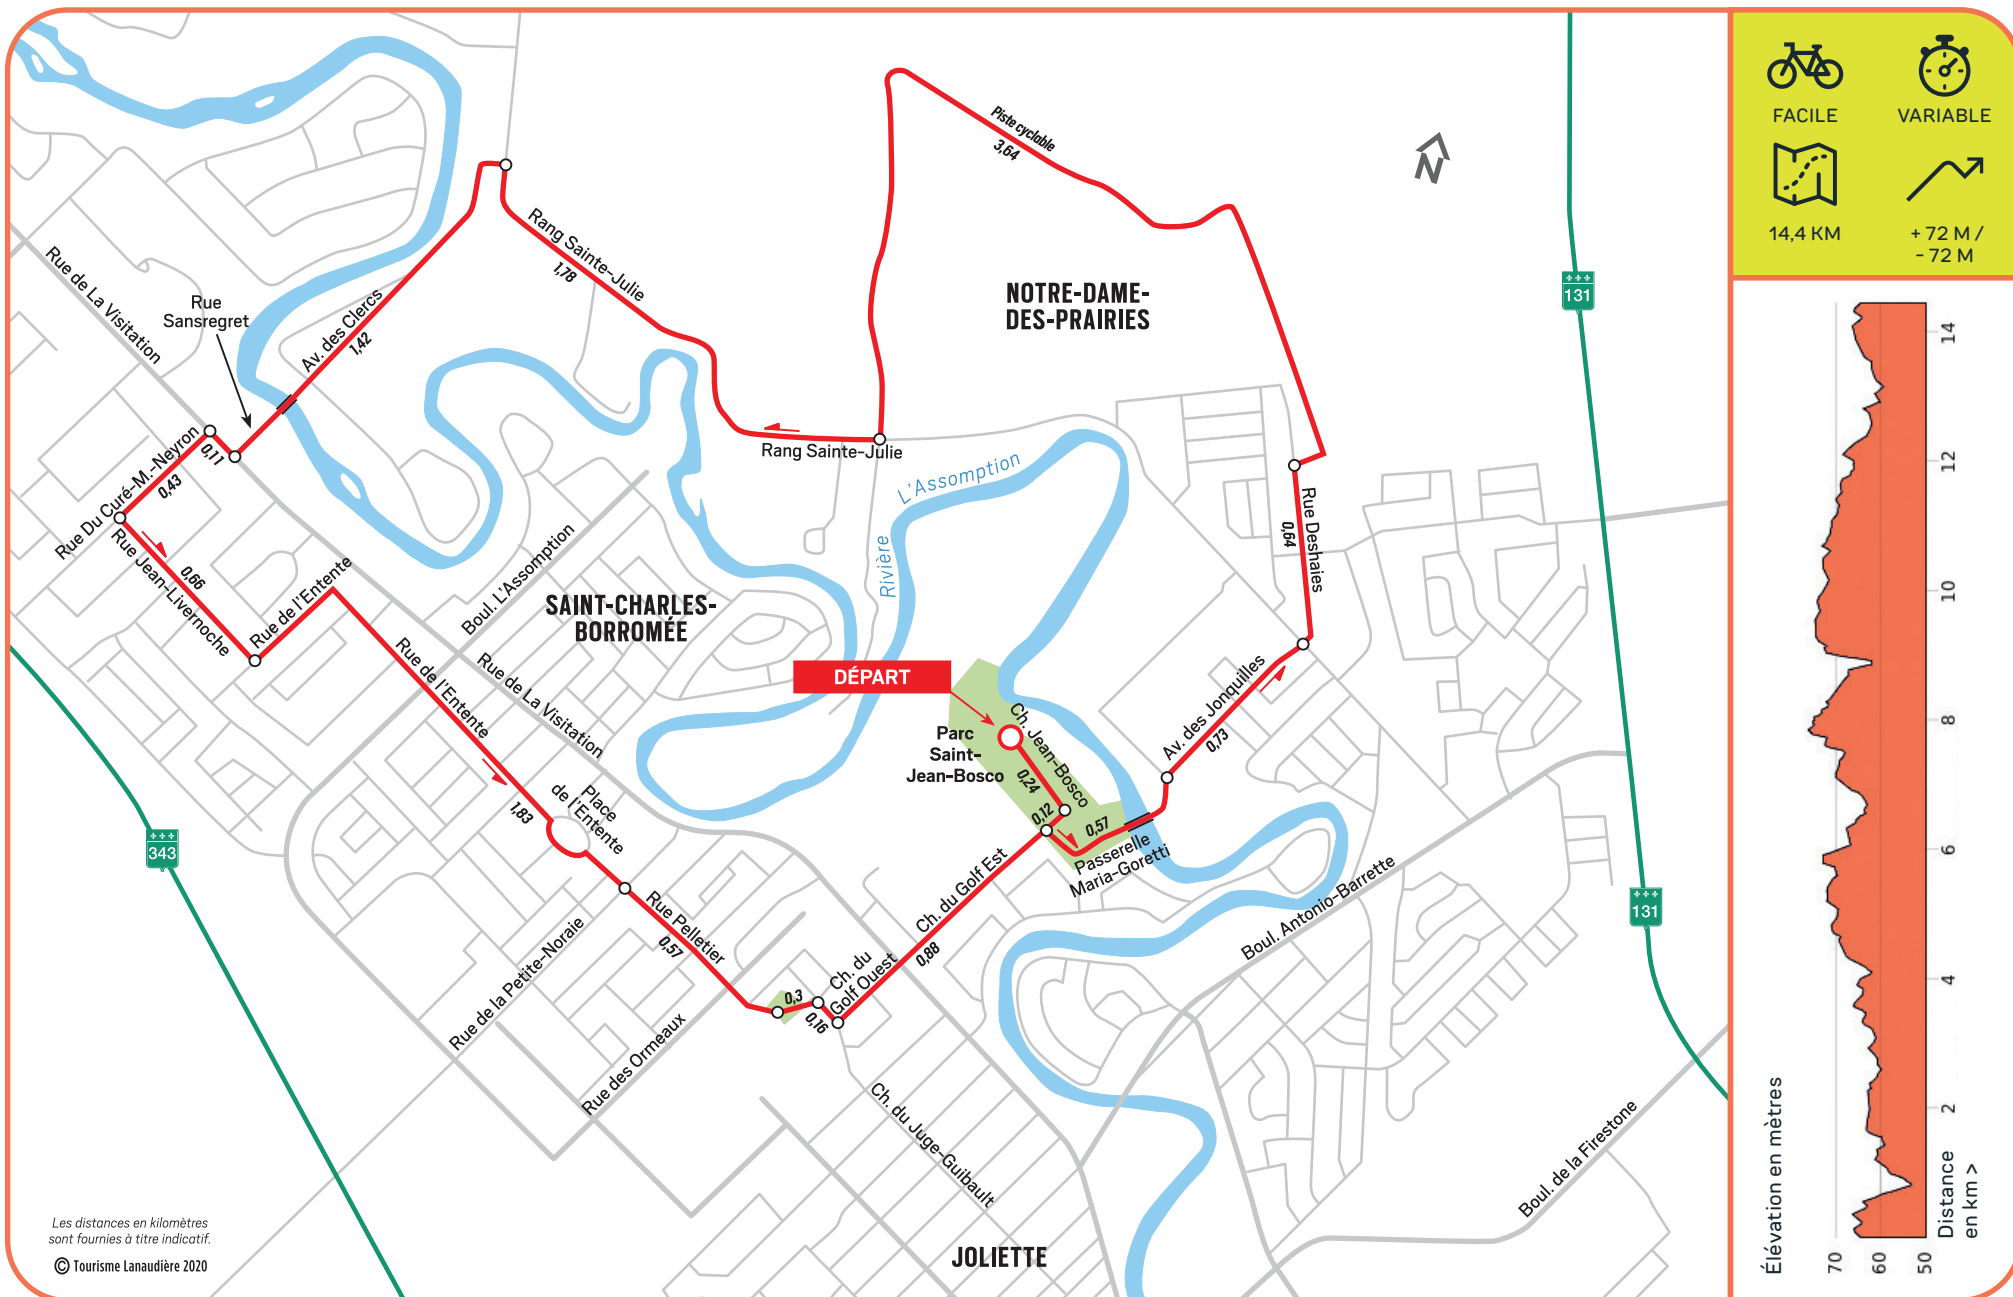 Piste cyclable
3,64
N
Rang Sainte-Julie
1,78
Rue de La Visitation
Rue
Sansregret
Av. des Clercs
1,42
NOTRE-DAME-
DES-PRAIRIES
131
Rang Sainte-Julie
Rivière
L'Assomption
Rue Du Curé-M.-Neyron
0,11
0,43
Rue Jean-Livernoche
0,66
Rue de l'Entente
Boul. L'Assomption
Rue Deshaies
0,64
SAINT-CHARLES-
BORROMÉE
Rue de l'Entente
1,83
Rue de La Visitation
DÉPART
Parc
Saint-
Jean-Bosco
Ch. Jean-Bosco
0,24
0,12
0,57
Passerelle
Maria-Goretti
Av. des Jonquilles
0,73
Place
de l'Entente
343
131
Rue Pelletier
0,57
Rue de la Petite-Noraie
Rue des Ormeaux
0,3
0,16
Ch. du
Golf Ouest
Ch. du Golf Est
0,88
Boul. Antonio-Barrette
Ch. du Juge-Guibault
Boul. de la Firestone
JOLIETTE
Les distances en kilomètres
sont fournies à titre indicatif.
© Tourisme Lanaudière 2020
FACILE
VARIABLE
14,4 KM
+ 72 M /
- 72 M
Élévation en mètres
70
60
50
Distance
en km >
2
4
6
8
10
12
14